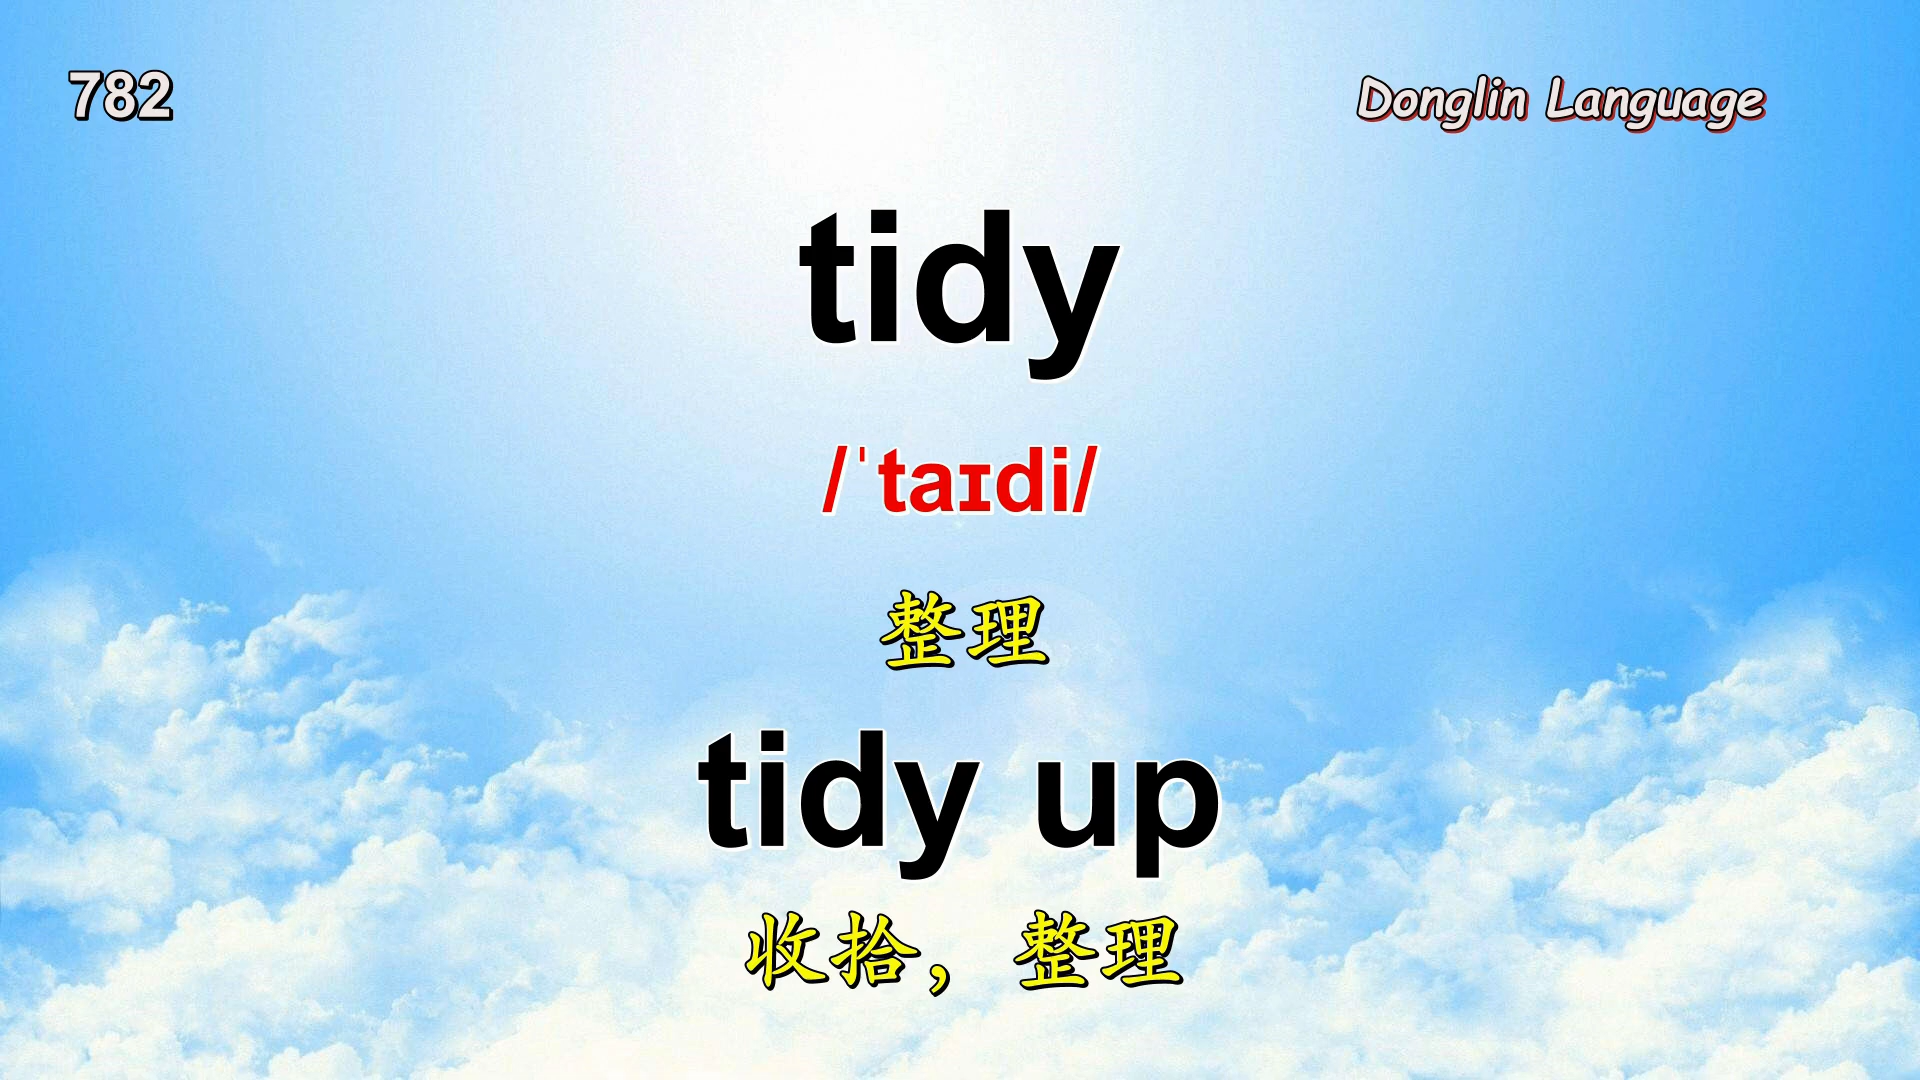 782
Donglin Language
tidy
/ˈtaɪdi/
整理
tidy up
收拾，整理